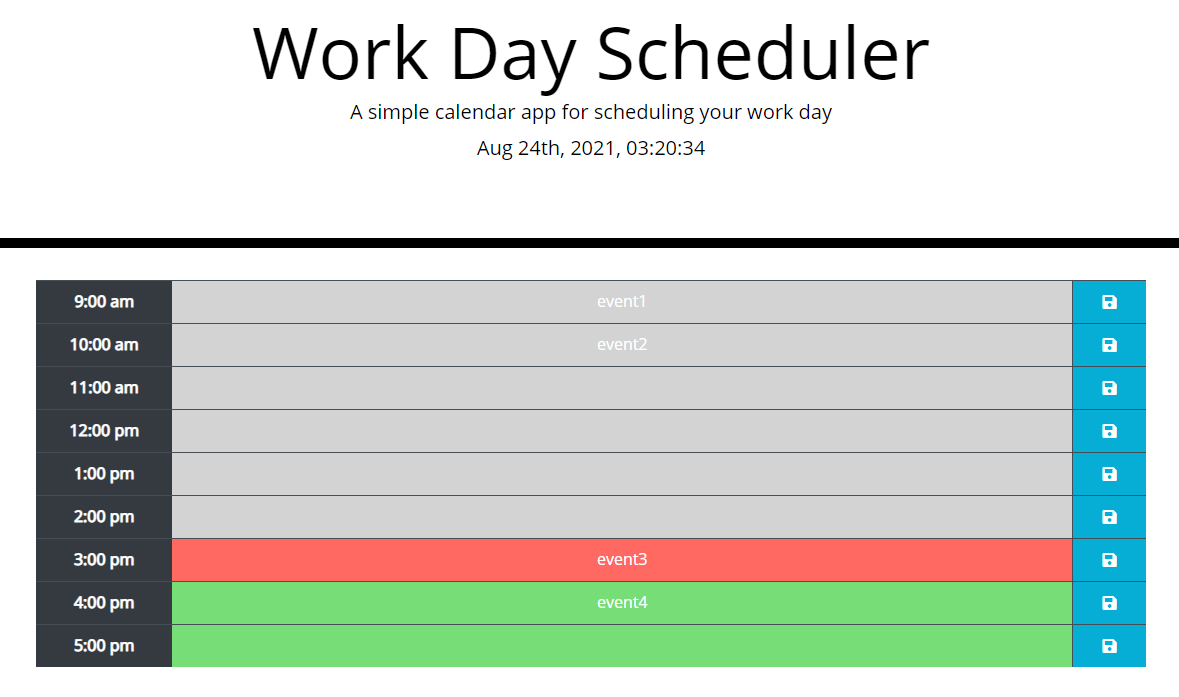 Work Day Scheduler
A simple calendar app for scheduling your work day
Aug 24th, 2021, 03:20:34
9:00 am event1
10:00 am event2
11:00 am
12:00 pm
1:00 pm
2:00 pm
3:00 pm event3
4:00 pm event4
5:00 pm